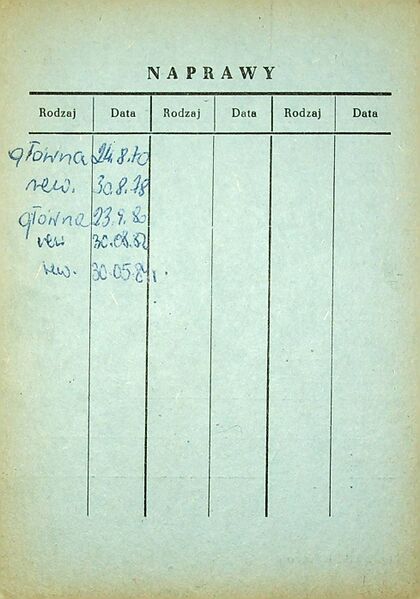 NAPRAWY
Rodzaj Data Rodzaj Data Rodzaj Data
główna 24.8.70
rew. 30.8.78
główna 23.9.80
rew. 30.08.82
rew. 30.05.84r.